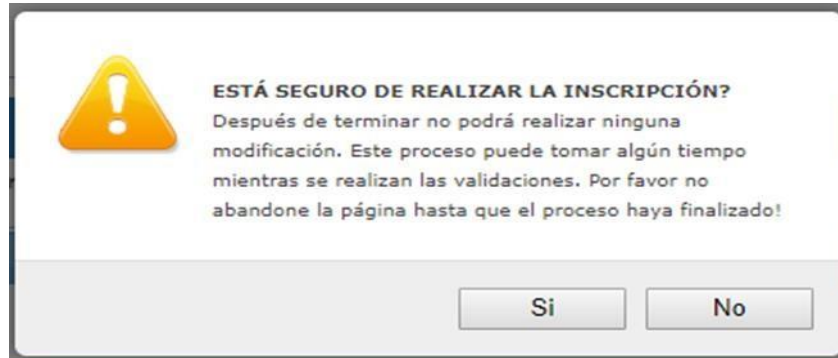 ESTÁ SEGURO DE REALIZAR LA INSCRIPCIÓN?
Después de terminar no podrá realizar ninguna
modificación. Este proceso puede tomar algún tiempo
mientras se realizan las validaciones. Por favor no
abandone la página hasta que el proceso haya finalizado!
Si
No